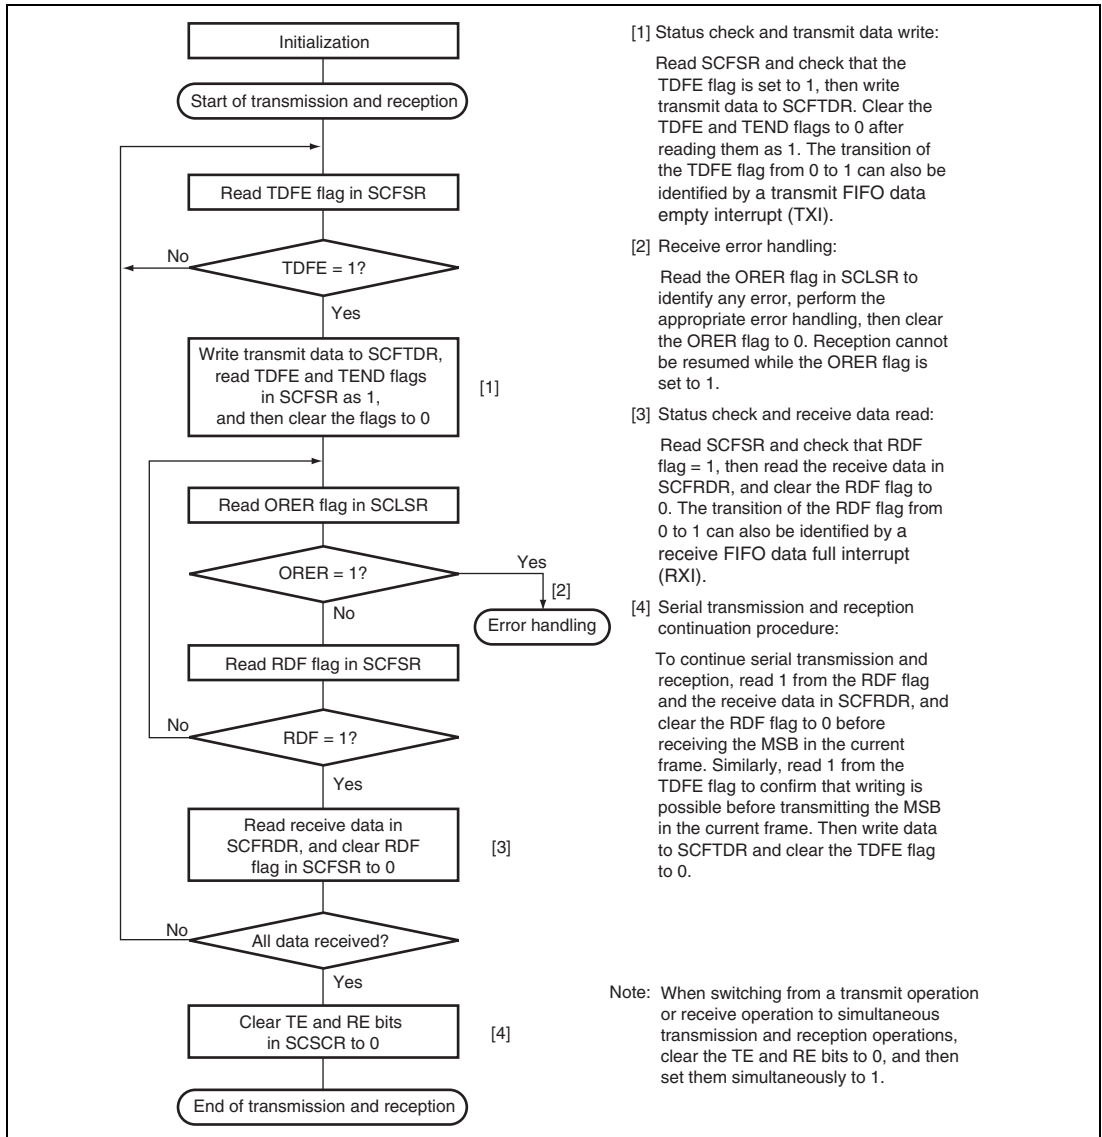 Initialization
Start of transmission and reception
Read TDFE flag in SCFSR
No
TDFE = 1?
Yes
Write transmit data to SCFTDR,
read TDFE and TEND flags
in SCFSR as 1,
and then clear the flags to 0
[1]
Read ORER flag in SCLSR
ORER = 1?
Yes
[2]
Error handling
No
Read RDF flag in SCFSR
No
RDF = 1?
Yes
Read receive data in
SCFRDR, and clear RDF
flag in SCFSR to 0
[3]
No
All data received?
Yes
Clear TE and RE bits
in SCSCR to 0
[4]
End of transmission and reception
[1] Status check and transmit data write:
Read SCFSR and check that the
TDFE flag is set to 1, then write
transmit data to SCFTDR. Clear the
TDFE and TEND flags to 0 after
reading them as 1. The transition of
the TDFE flag from 0 to 1 can also be
identified by a transmit FIFO data
empty interrupt (TXI).
[2] Receive error handling:
Read the ORER flag in SCLSR to
identify any error, perform the
appropriate error handling, then clear
the ORER flag to 0. Reception cannot
be resumed while the ORER flag is
set to 1.
[3] Status check and receive data read:
Read SCFSR and check that RDF
flag = 1, then read the receive data in
SCFRDR, and clear the RDF flag to
0. The transition of the RDF flag from
0 to 1 can also be identified by a
receive FIFO data full interrupt
(RXI).
[4] Serial transmission and reception
continuation procedure:
To continue serial transmission and
reception, read 1 from the RDF flag
and the receive data in SCFRDR, and
clear the RDF flag to 0 before
receiving the MSB in the current
frame. Similarly, read 1 from the
TDFE flag to confirm that writing is
possible before transmitting the MSB
in the current frame. Then write data
to SCFTDR and clear the TDFE flag
to 0.
Note: When switching from a transmit operation
or receive operation to simultaneous
transmission and reception operations,
clear the TE and RE bits to 0, and then
set them simultaneously to 1.